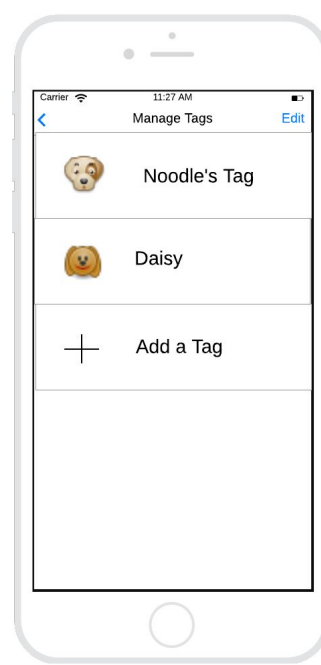 Carrier 11:27 AM
Manage Tags Edit
Noodle's Tag
Daisy
Add a Tag